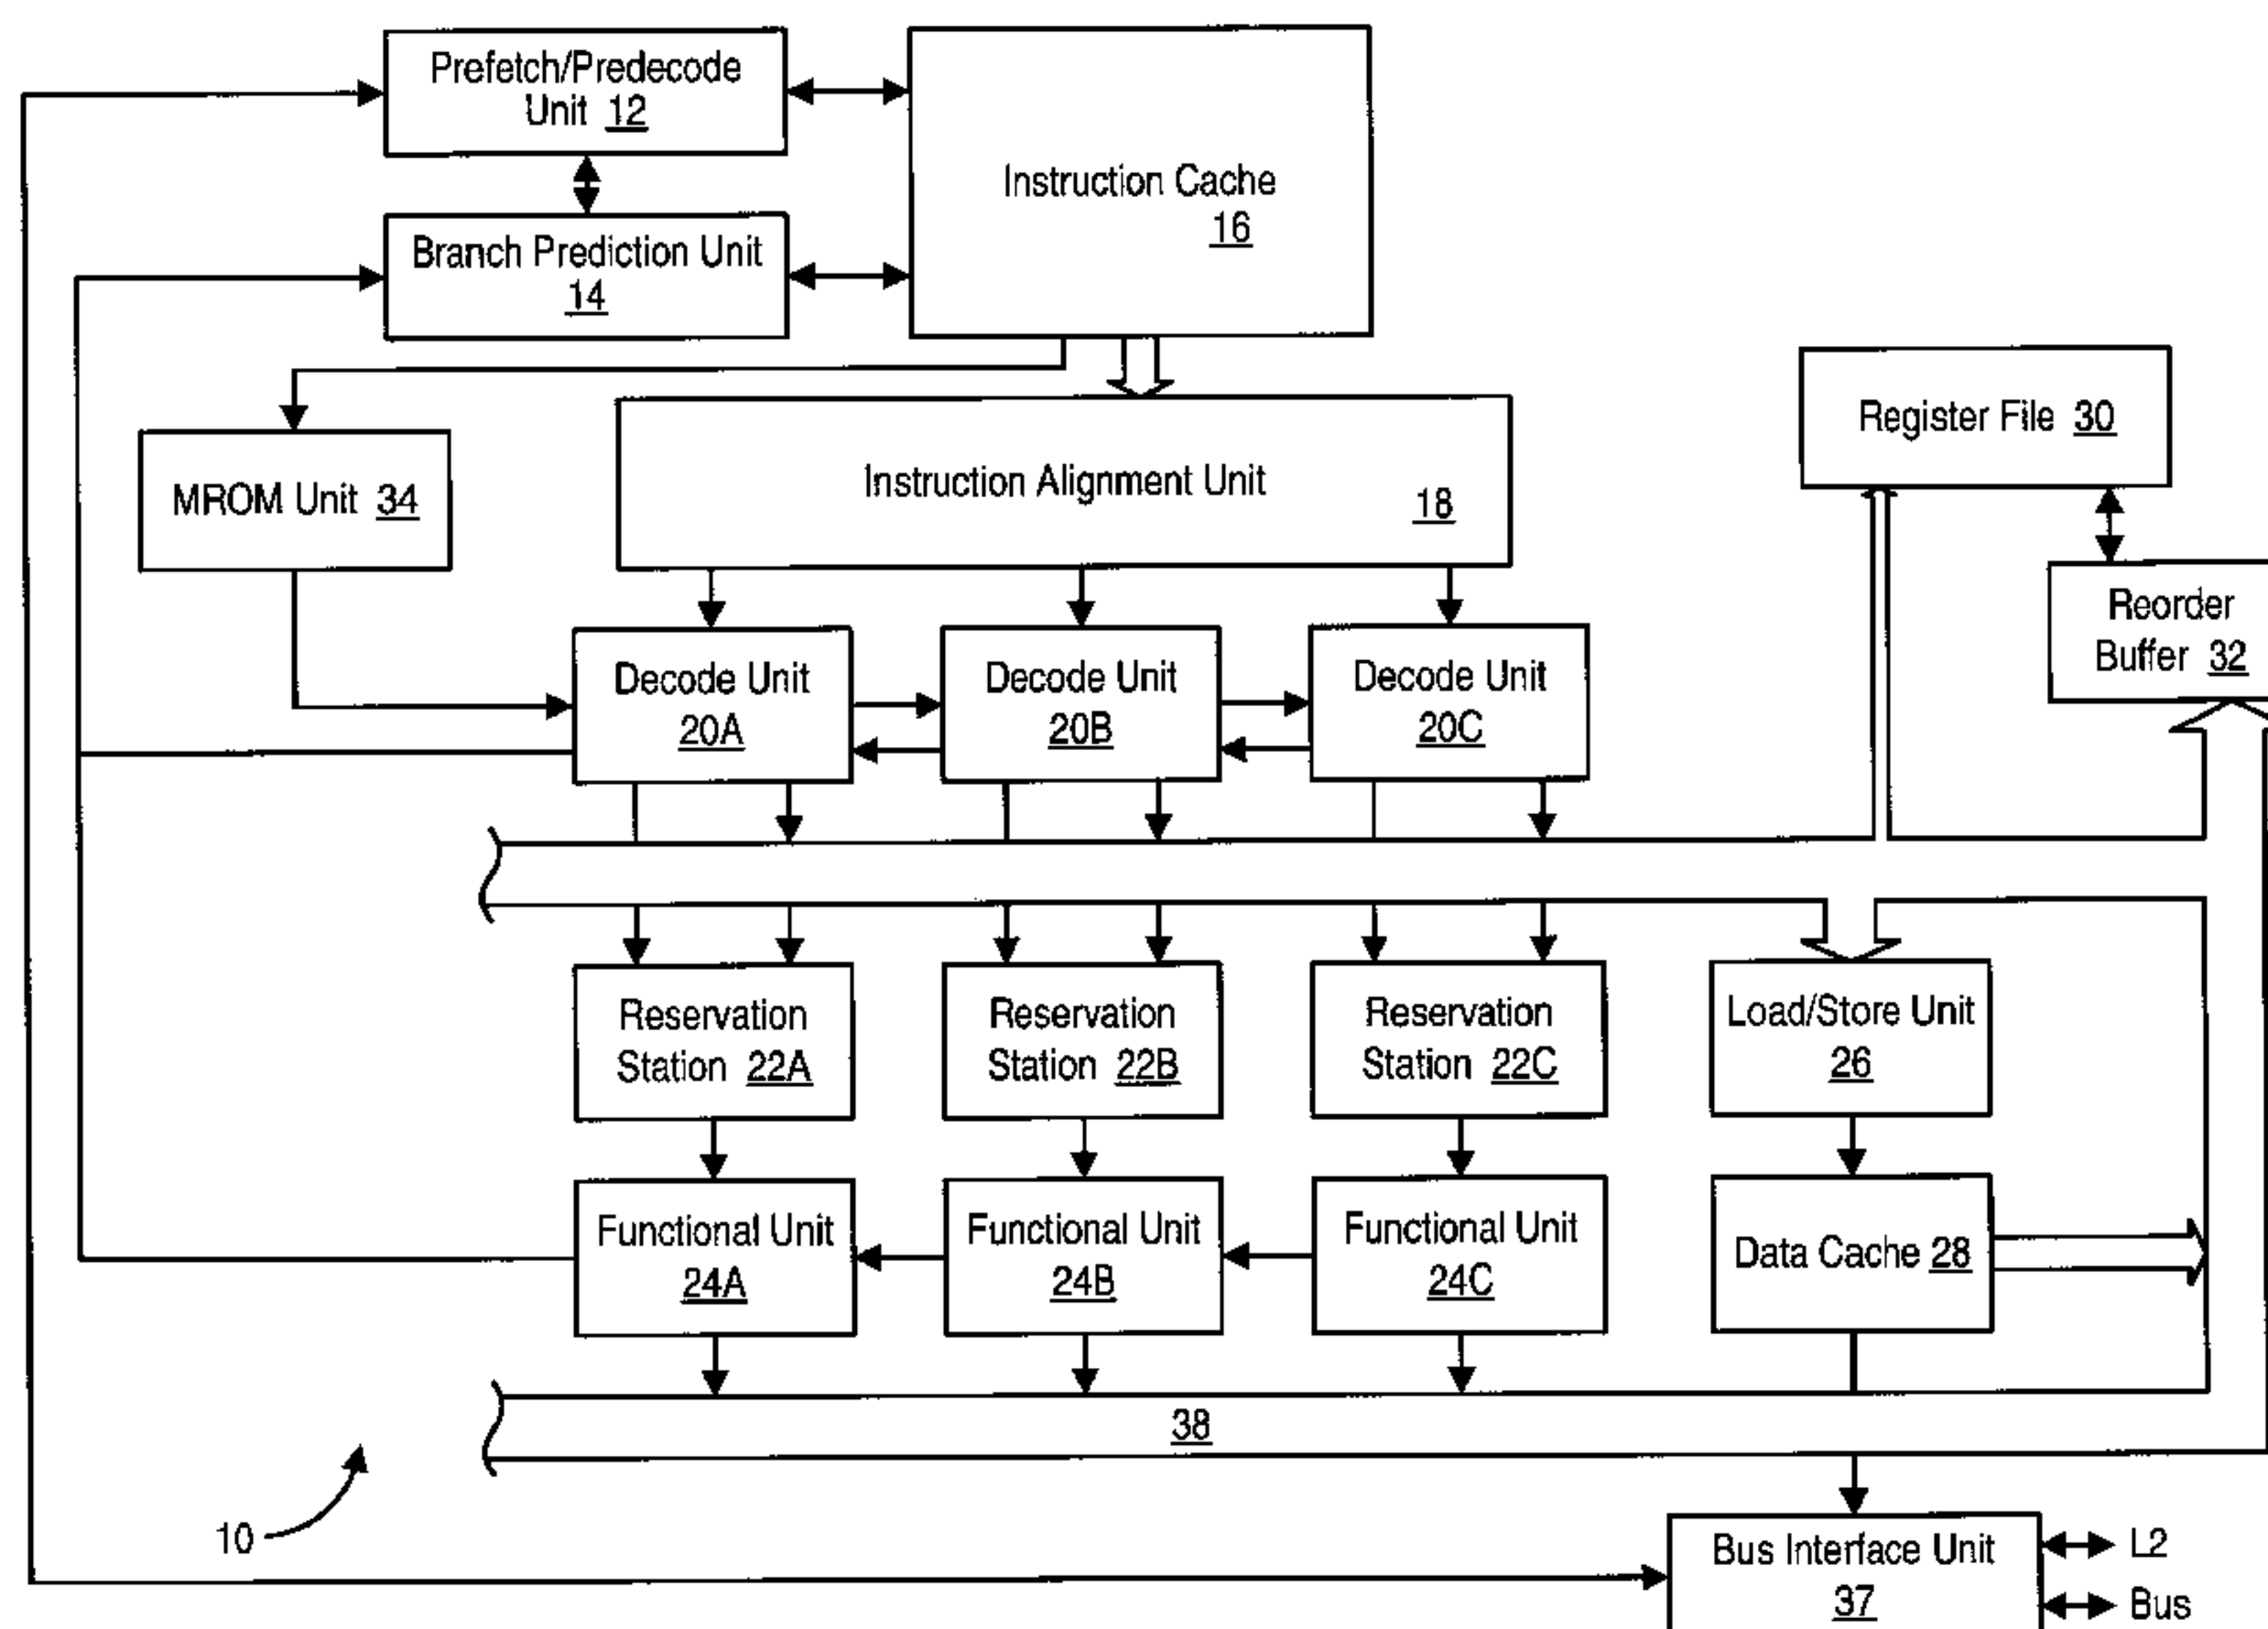 Prefetch/Predecode
Unit 12
Instruction Cache
16
Branch Prediction Unit
14
Register File 30
MROM Unit 34
Instruction Alignment Unit
18
Reorder
Buffer 32
Decode Unit
20A
Decode Unit
20B
Decode Unit
20C
Reservation
Station 22A
Reservation
Station 22B
Reservation
Station 22C
Load/Store Unit
26
Functional Unit
24A
Functional Unit
24B
Functional Unit
24C
Data Cache 28
38
10
Bus Interface Unit
37
L2
Bus